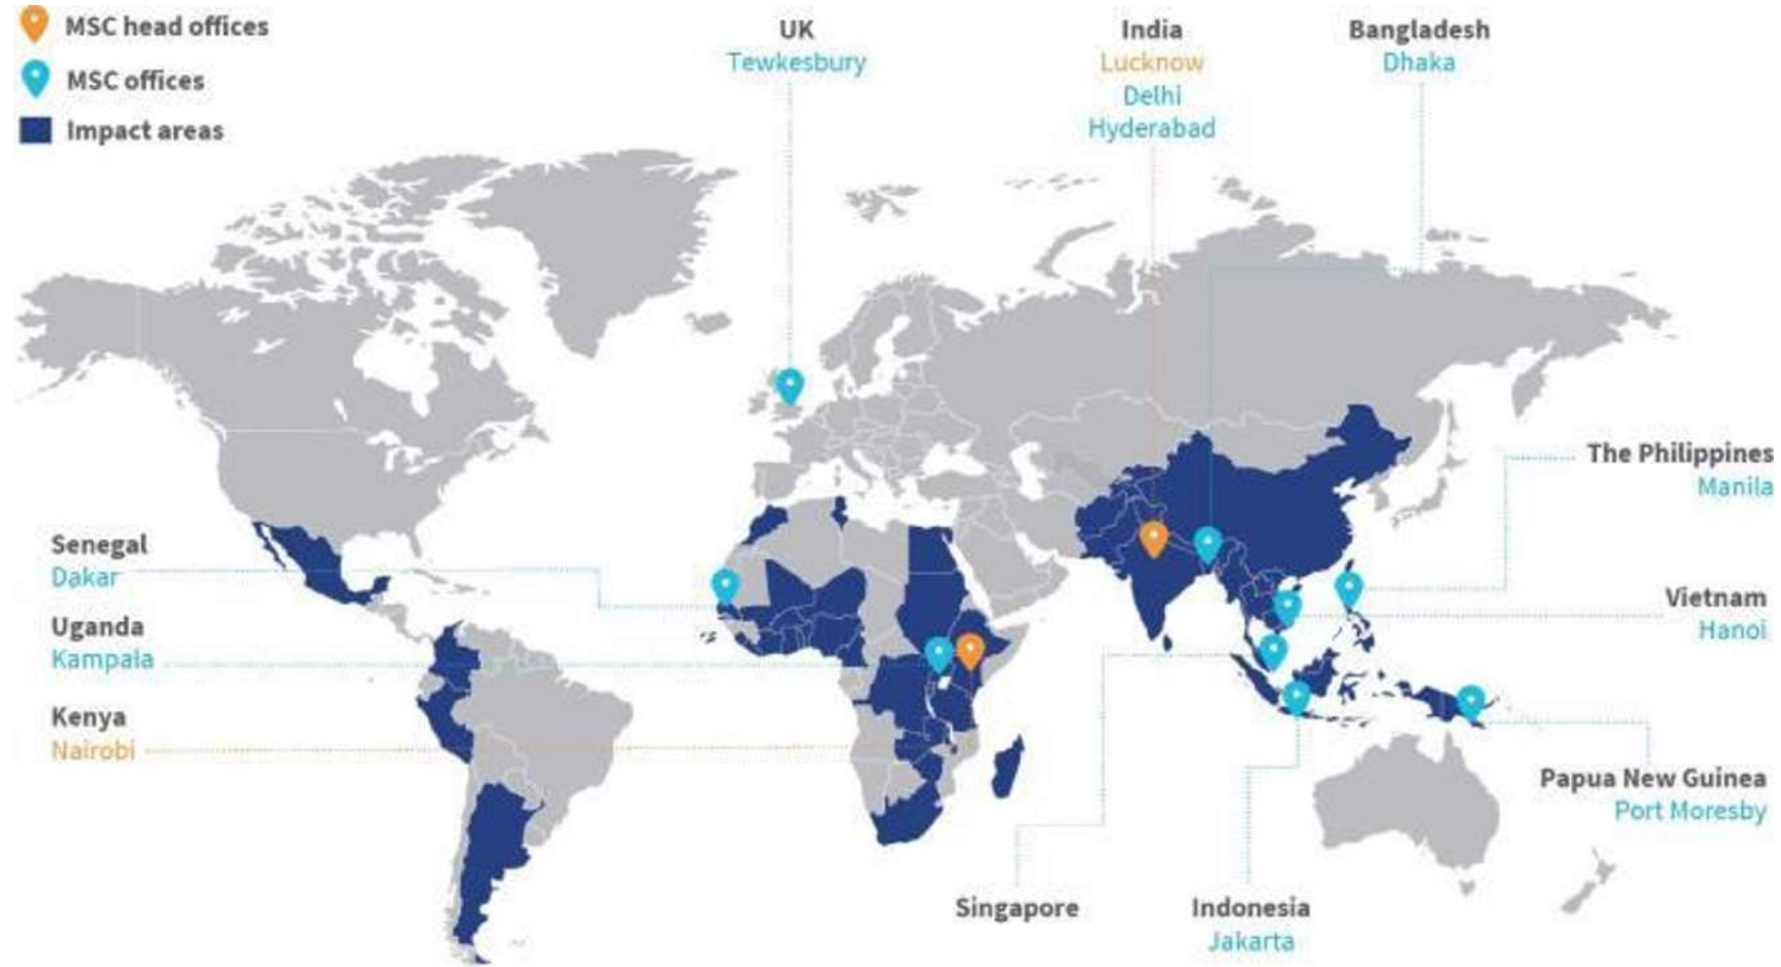 MSC head offices
MSC offices
Impact areas
UK
Tewkesbury
India
Lucknow
Delhi
Hyderabad
Bangladesh
Dhaka
The Philippines
Manila
Senegal
Dakar
Vietnam
Hanoi
Uganda
Kampala
Kenya
Nairobi
Papua New Guinea
Port Moresby
Singapore
Indonesia
Jakarta